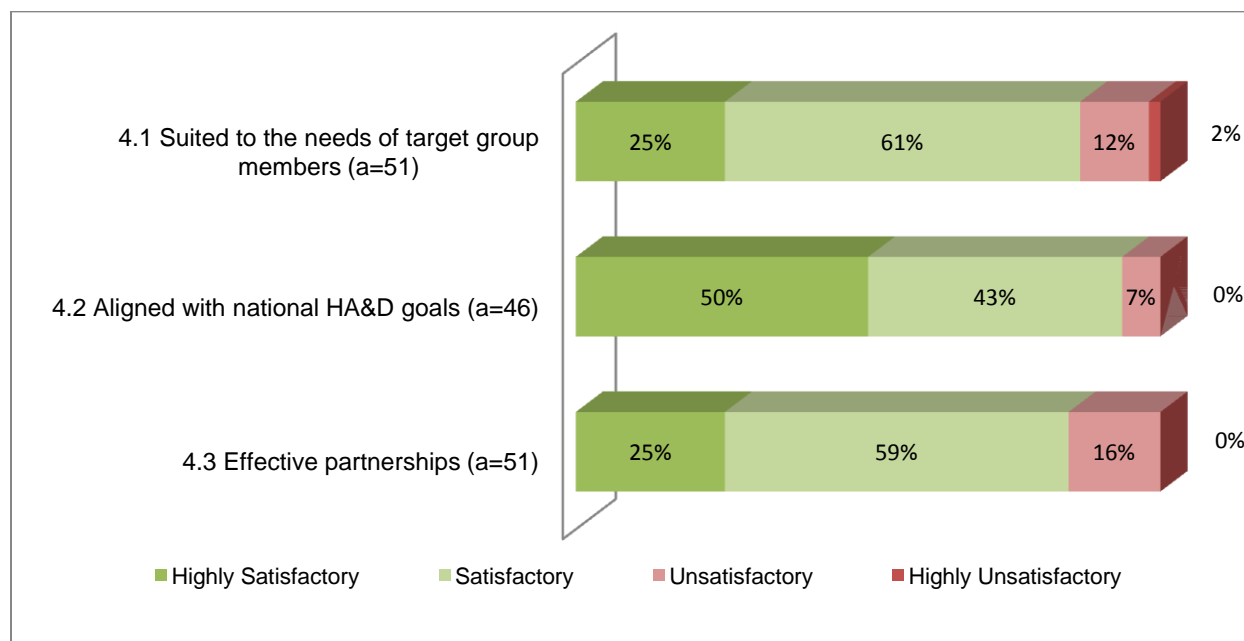 4.1 Suited to the needs of target group
members (a=51)
25%
61%
12%
2%
4.2 Aligned with national HA&D goals (a=46)
50%
43%
7%
0%
4.3 Effective partnerships (a=51)
25%
59%
16%
0%
Highly Satisfactory
Satisfactory
Unsatisfactory
Highly Unsatisfactory